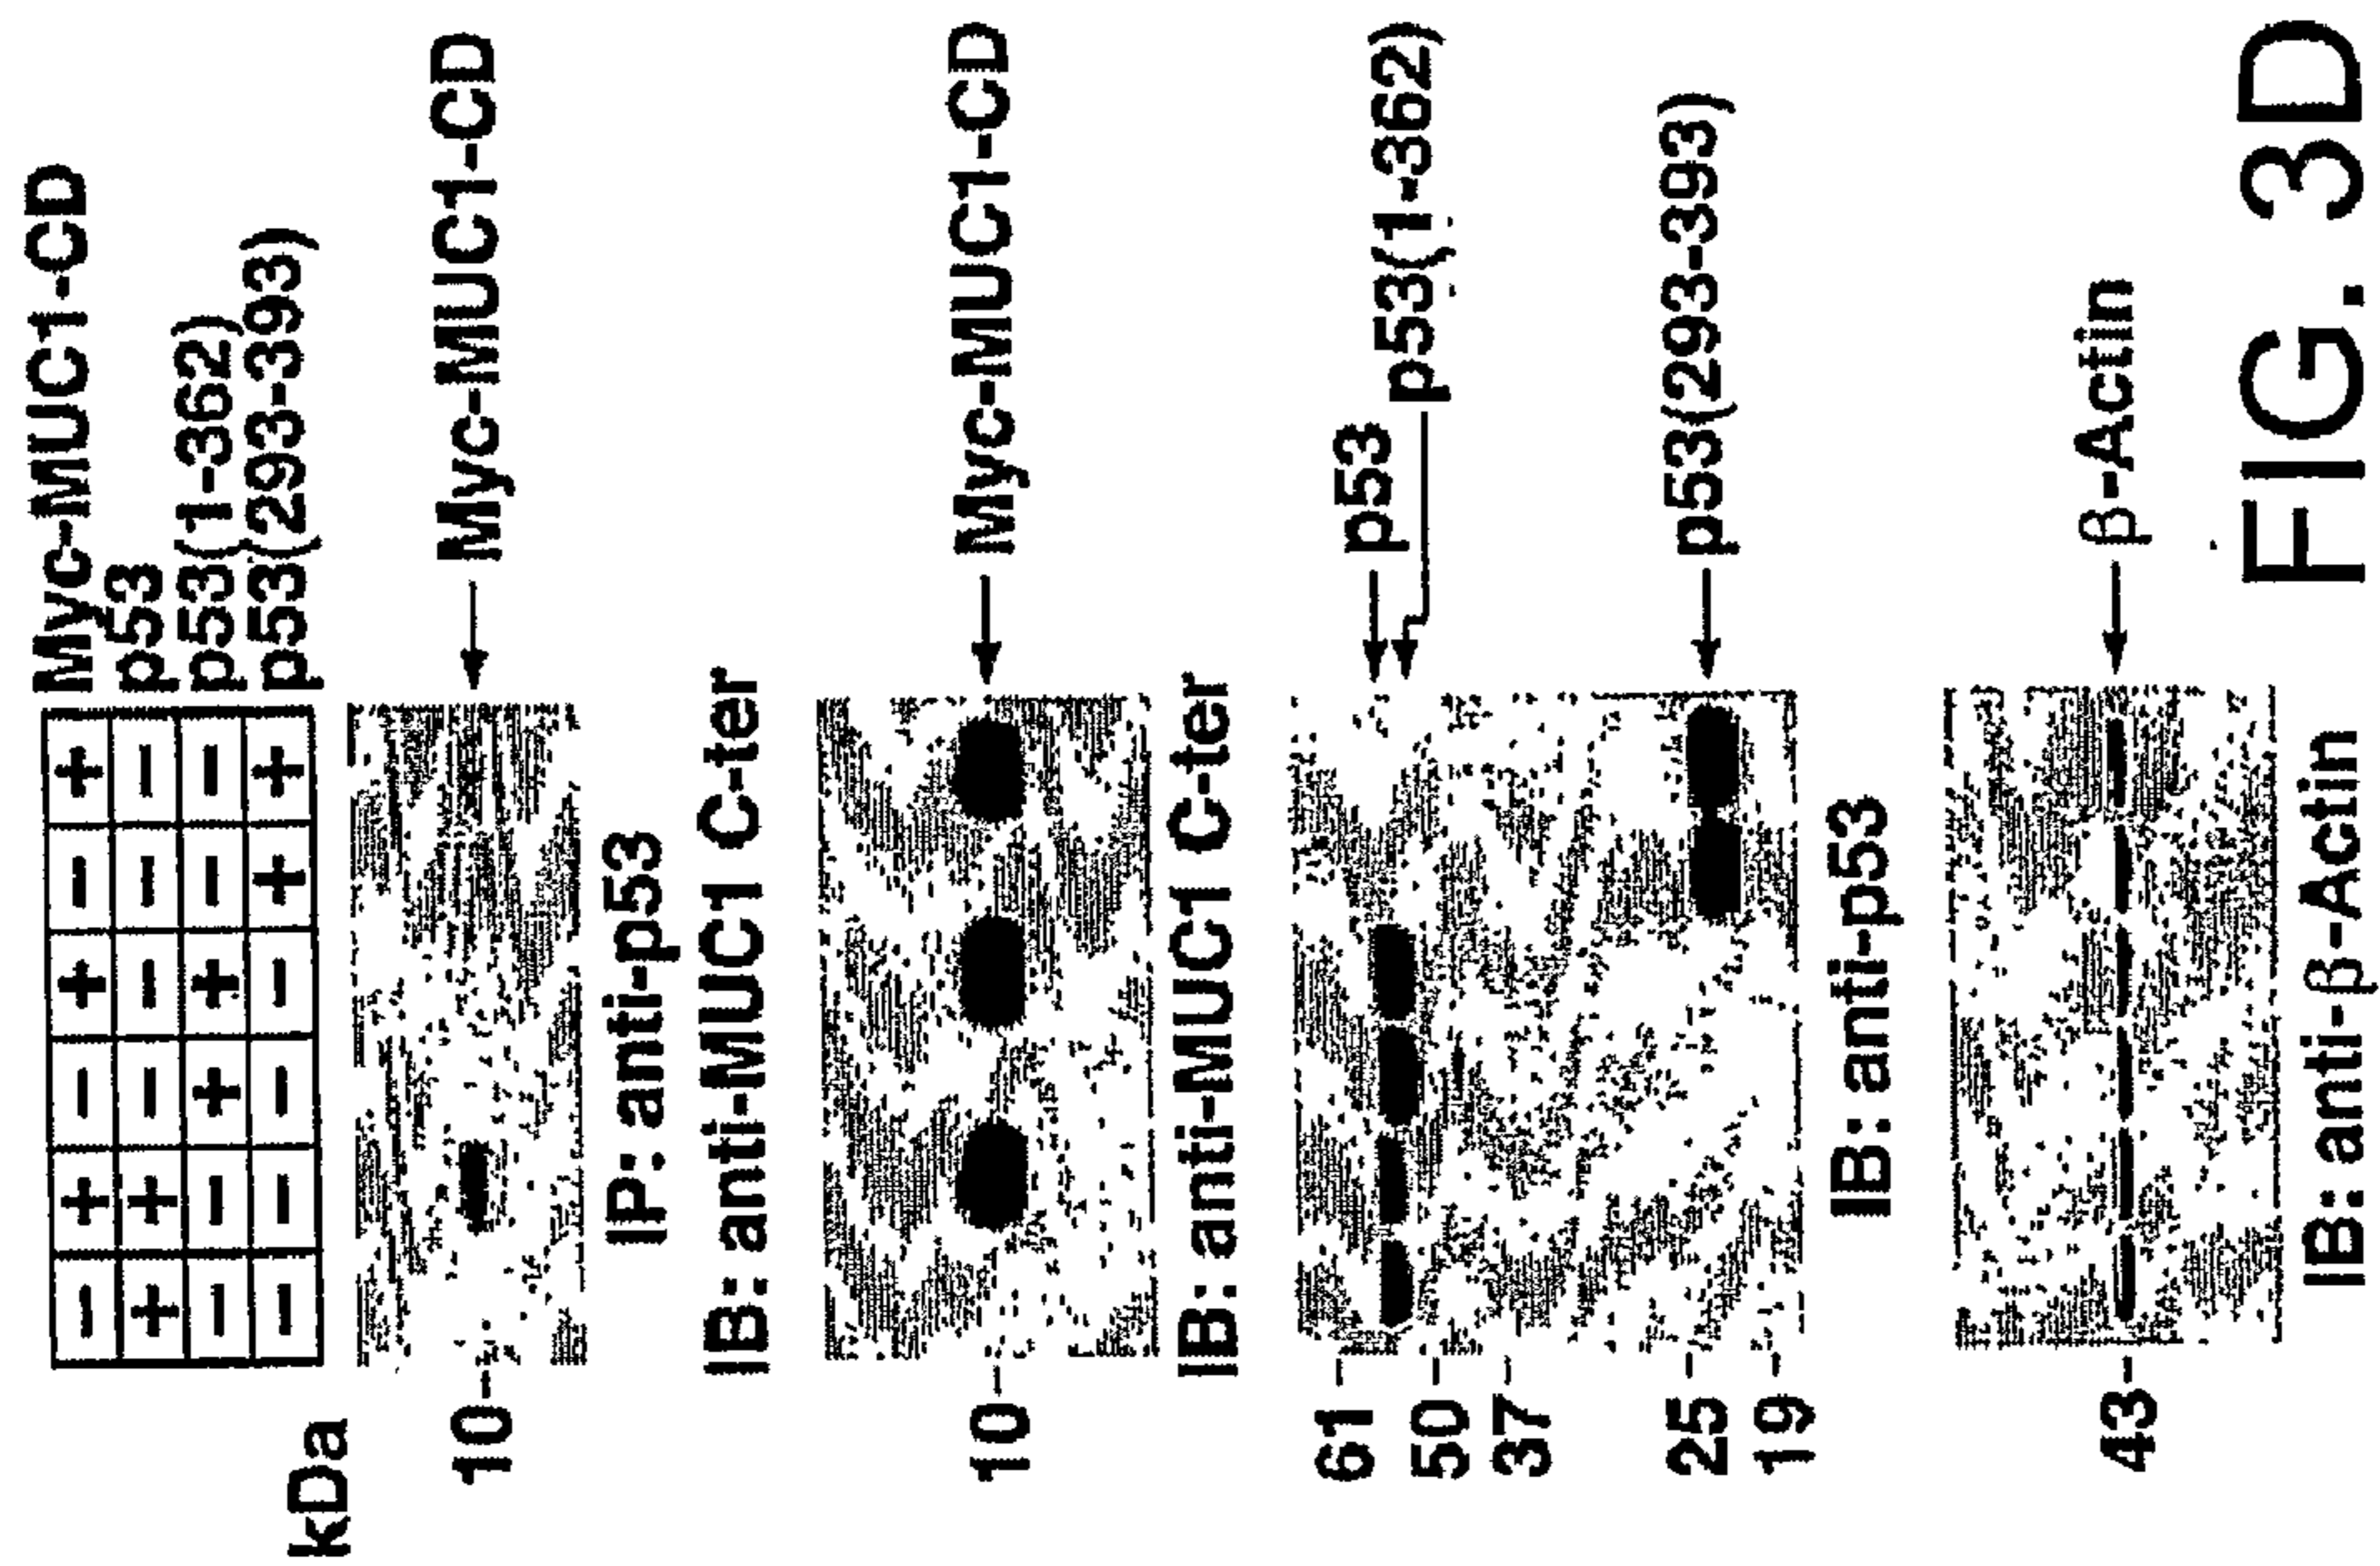 Myc-MUC1-CD
p53
p53(1-362)
p53(293-393)
- + - + - +
+ + - - - -
- - + + - -
- - - - + +
kDa
10-
Myc-MUC1-CD
IP: anti-p53
IB: anti-MUC1 C-ter
10-
Myc-MUC1-CD
IB: anti-MUC1 C-ter
61-
50-
37-
25-
19-
p53
p53(1-362)
p53(293-393)
IB: anti-p53
43-
β-Actin
IB: anti-β-Actin
FIG. 3D